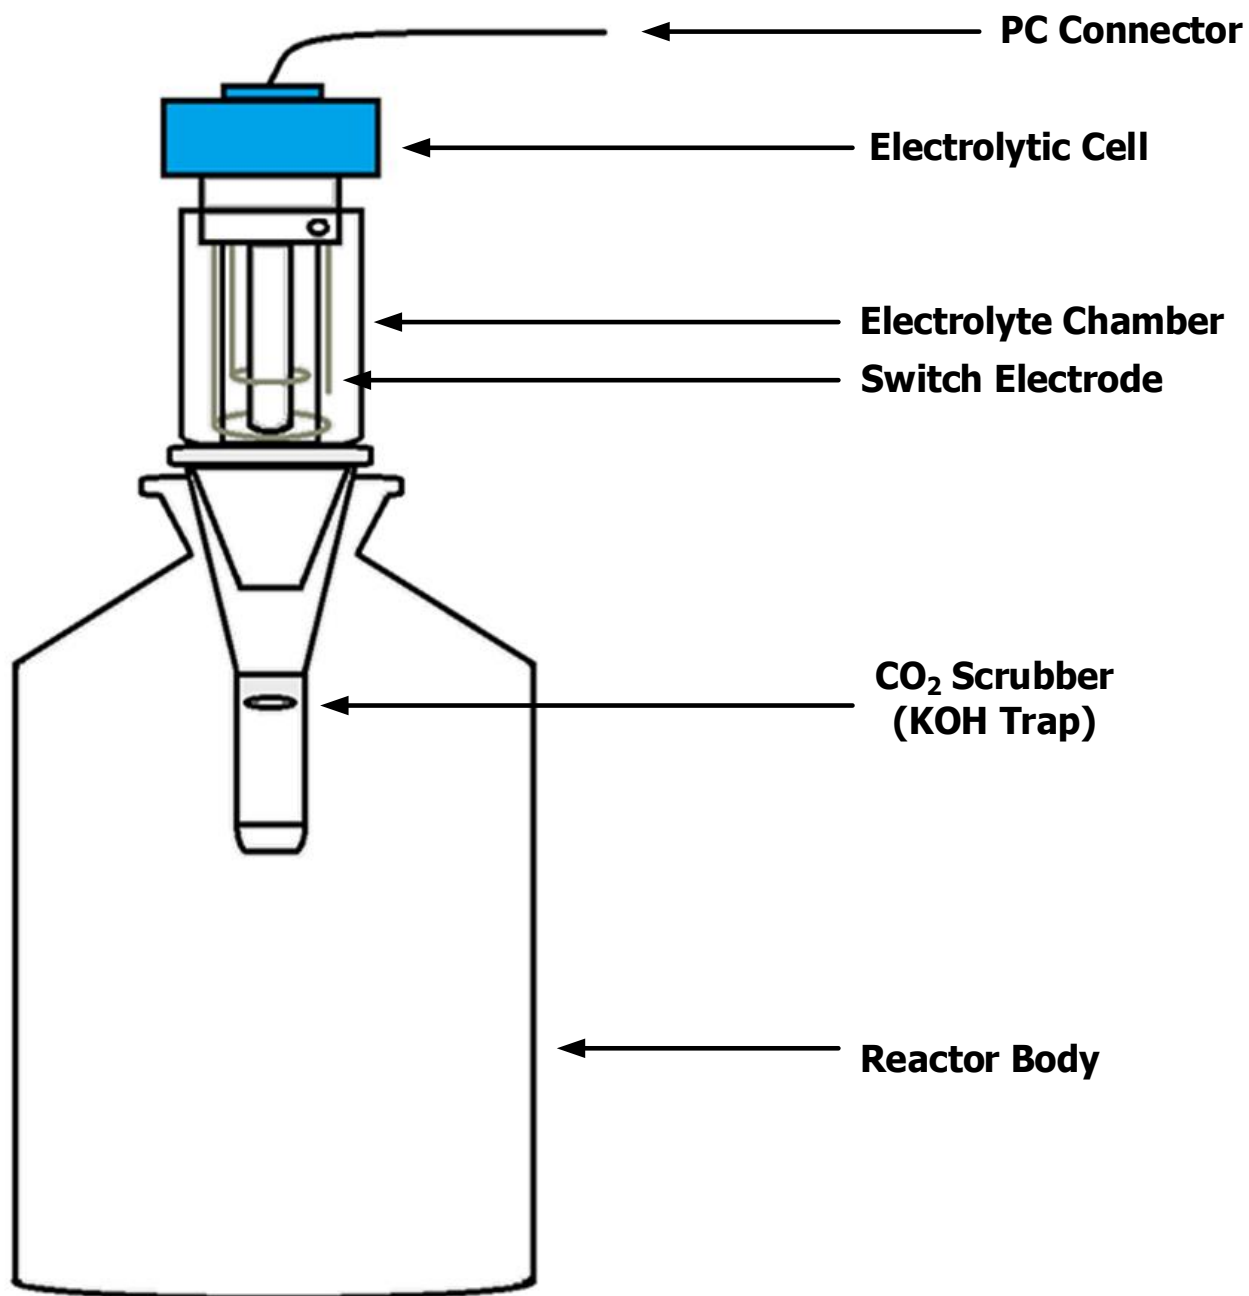 PC Connector
Electrolytic Cell
Electrolyte Chamber
Switch Electrode
CO₂ Scrubber
(KOH Trap)
Reactor Body